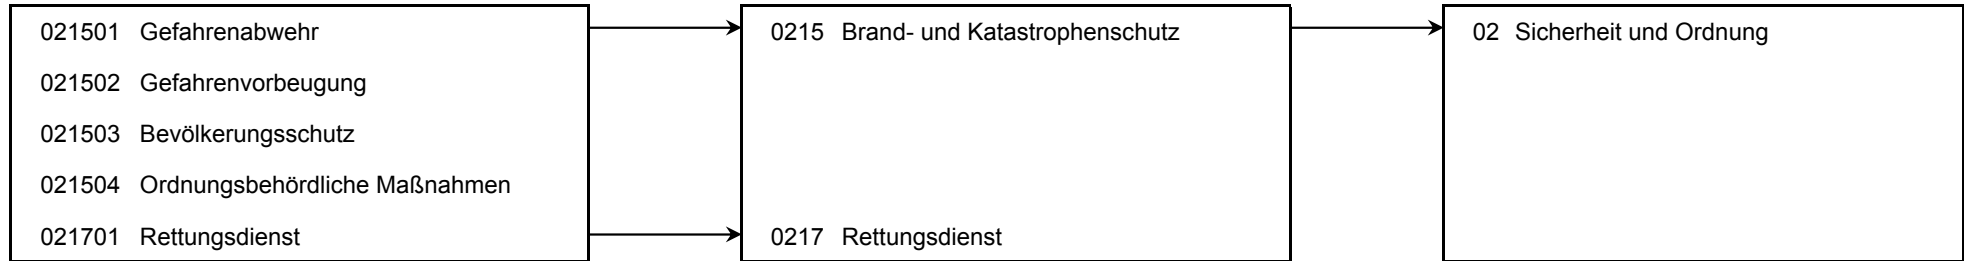 021501 Gefahrenabwehr
021502 Gefahrenvorbeugung
021503 Bevölkerungsschutz
021504 Ordnungsbehördliche Maßnahmen
021701 Rettungsdienst
0215 Brand- und Katastrophenschutz
0217 Rettungsdienst
02 Sicherheit und Ordnung